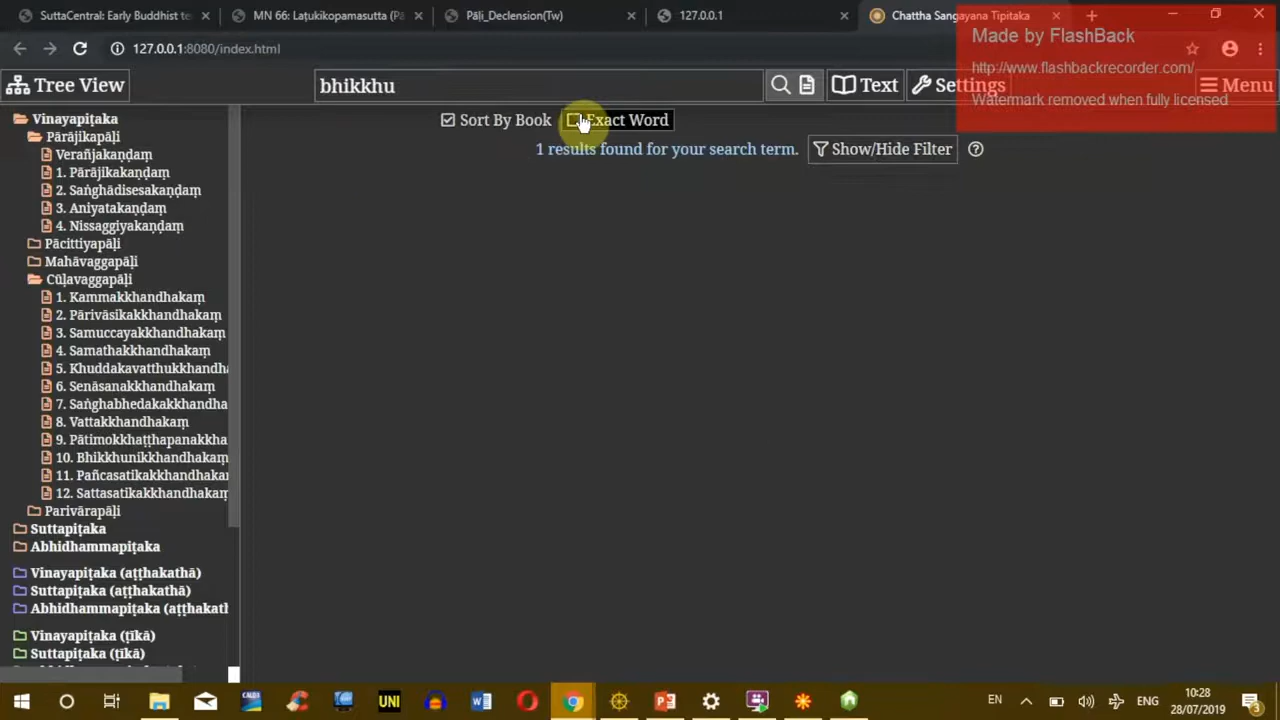 SuttaCentral: Early Buddhist te
MN 66: Laṭukikopamasutta (Pā
Pāḷi_Declension(Tw)
127.0.0.1
Chattha Sangayana Tipitaka
Made by FlashBack
127.0.0.1:8080/index.html
http://www.flashbackrecorder.com/
Watermark removed when fully licensed
Tree View
bhikkhu
Text
Settings
Menu
Sort By Book
Exact Word
1 results found for your search term.
Show/Hide Filter
Vinayapiṭaka
Pārājikapāḷi
Verañjakaṇḍaṃ
1. Pārājikakaṇḍaṃ
2. Saṅghādisesakaṇḍaṃ
3. Aniyatakaṇḍaṃ
4. Nissaggiyakaṇḍaṃ
Pācittiyapāḷi
Mahāvaggapāḷi
Cūḷavaggapāḷi
1. Kammakkhandhakaṃ
2. Pārivāsikakkhandhakaṃ
3. Samuccayakkhandhakaṃ
4. Samathakkhandhakaṃ
5. Khuddakavatthukkhandha
6. Senāsanakkhandhakaṃ
7. Saṅghabhedakakkhandha
8. Vattakkhandhakaṃ
9. Pātimokkhaṭṭhapanakkha
10. Bhikkhunikkhandhakaṃ
11. Pañcasatikakkhandhakaṃ
12. Sattasatikakkhandhakaṃ
Parivārapāḷi
Suttapiṭaka
Abhidhammapiṭaka
Vinayapiṭaka (aṭṭhakathā)
Suttapiṭaka (aṭṭhakathā)
Abhidhammapiṭaka (aṭṭhakath
Vinayapiṭaka (ṭīkā)
Suttapiṭaka (ṭīkā)
UNI
EN
ENG
10:28
28/07/2019